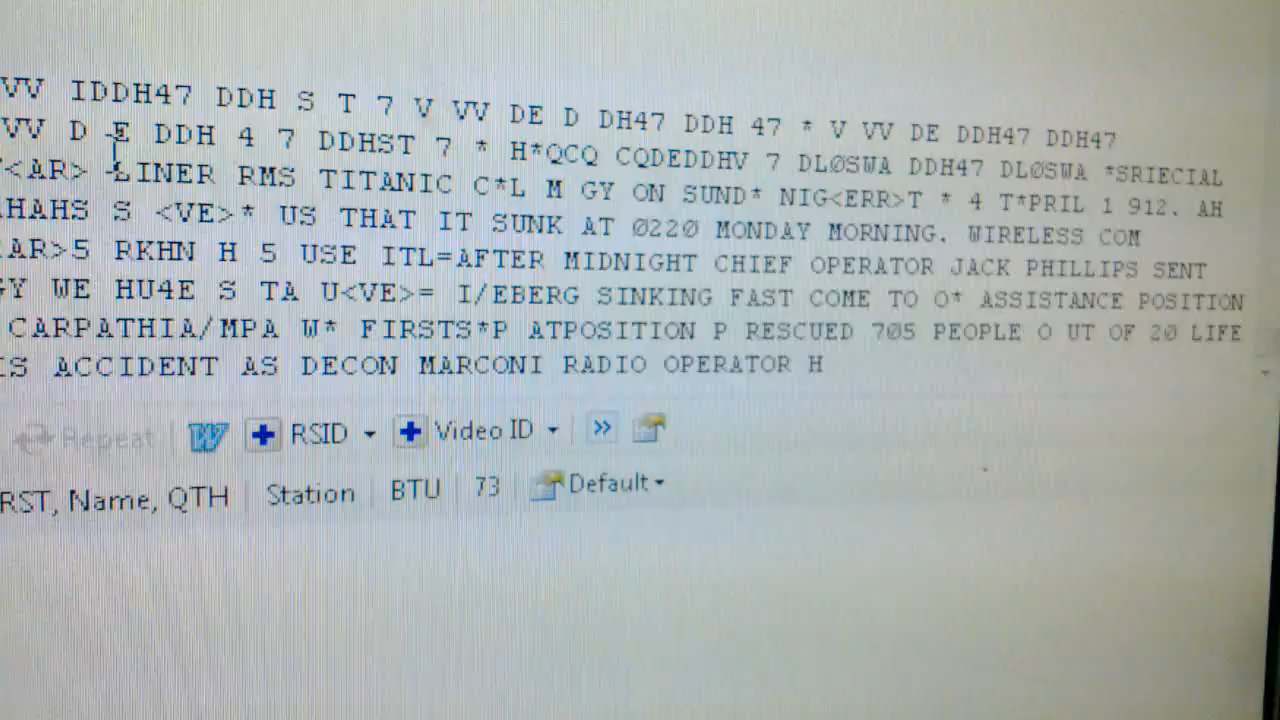 VV IDDH47 DDH S T 7 V VV DE D DH47 DDH 47 * V VV DE DDH47 DDH47
VV D E DDH 4 7 DDHST 7 * H*QCQ CQDEDDHV 7 DLØSWA DDH47 DLØSWA *SRIECIAL
<AR> LINER RMS TITANIC C*L M GY ON SUND* NIG<ERR>T * 4 T*PRIL 1 912. AH
HAHS S <VE>* US THAT IT SUNK AT 0220 MONDAY MORNING. WIRELESS COM
AR>5 RKHN H 5 USE ITL=AFTER MIDNIGHT CHIEF OPERATOR JACK PHILLIPS SENT
GY WE HU4E S TA U<VE>= I/EBERG SINKING FAST COME TO O* ASSISTANCE POSITION
CARPATHIA/MPA W* FIRSTS*P ATPOSITION P RESCUED 705 PEOPLE O UT OF 20 LIFE
IS ACCIDENT AS DECON MARCONI RADIO OPERATOR H
Repeat W RSID Video ID »
RST, Name, QTH Station BTU 73 Default